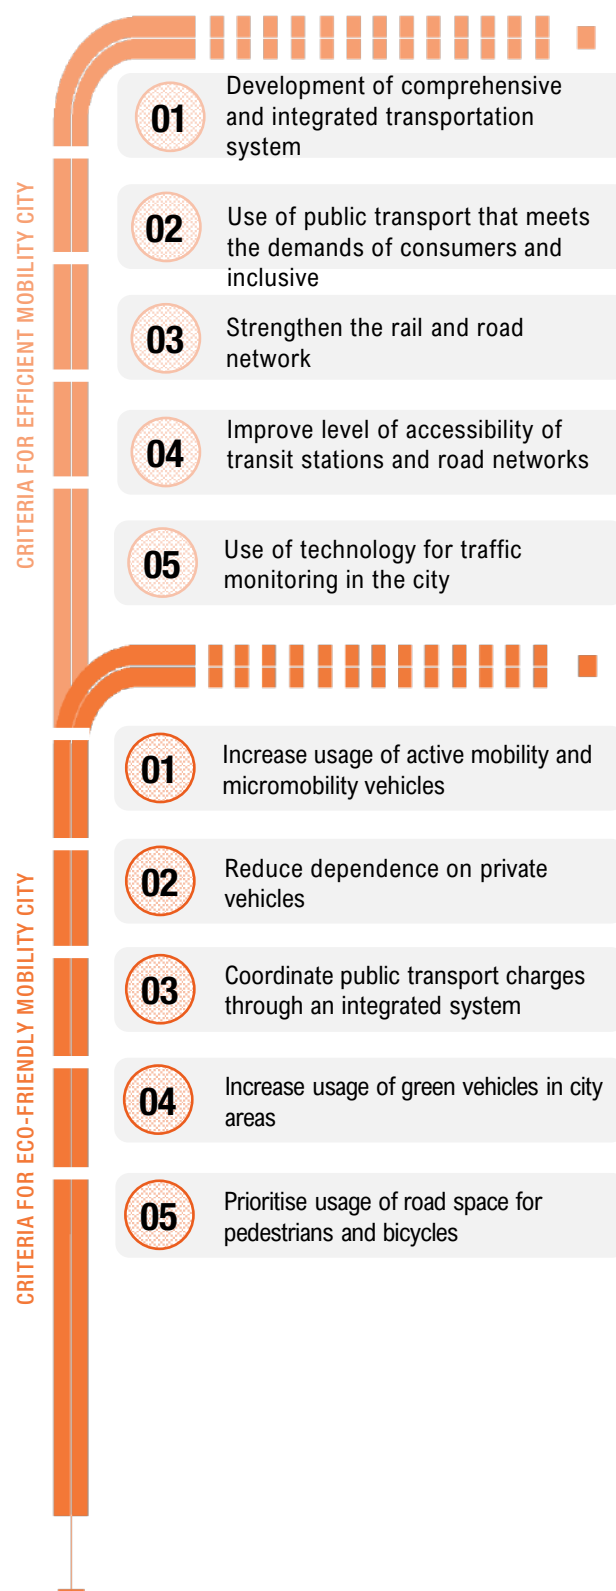 CRITERIA FOR EFFICIENT MOBILITY CITY
01
Development of comprehensive
and integrated transportation
system
02
Use of public transport that meets
the demands of consumers and
inclusive
03
Strengthen the rail and road
network
04
Improve level of accessibility of
transit stations and road networks
05
Use of technology for traffic
monitoring in the city
CRITERIA FOR ECO-FRIENDLY MOBILITY CITY
01
Increase usage of active mobility and
micromobility vehicles
02
Reduce dependence on private
vehicles
03
Coordinate public transport charges
through an integrated system
04
Increase usage of green vehicles in city
areas
05
Prioritise usage of road space for
pedestrians and bicycles